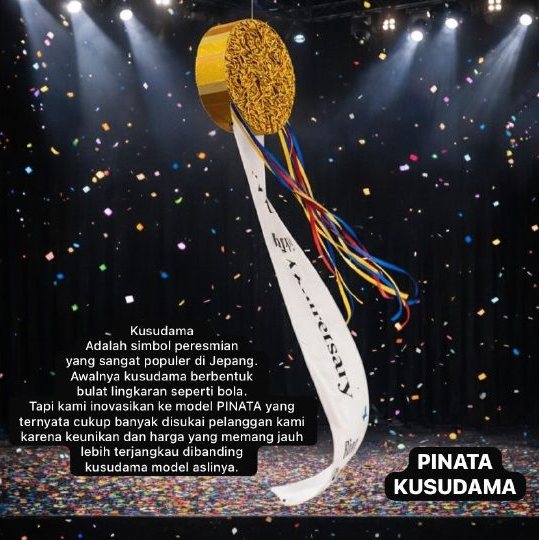 Anniversary
Kusudama
Adalah simbol peresmian
yang sangat populer di Jepang.
Awalnya kusudama berbentuk
bulat lingkaran seperti bola.
Tapi kami inovasikan ke model PINATA yang
ternyata cukup banyak disukai pelanggan kami
karena keunikan dan harga yang memang jauh
lebih terjangkau dibanding
kusudama model aslinya.
PINATA
KUSUDAMA